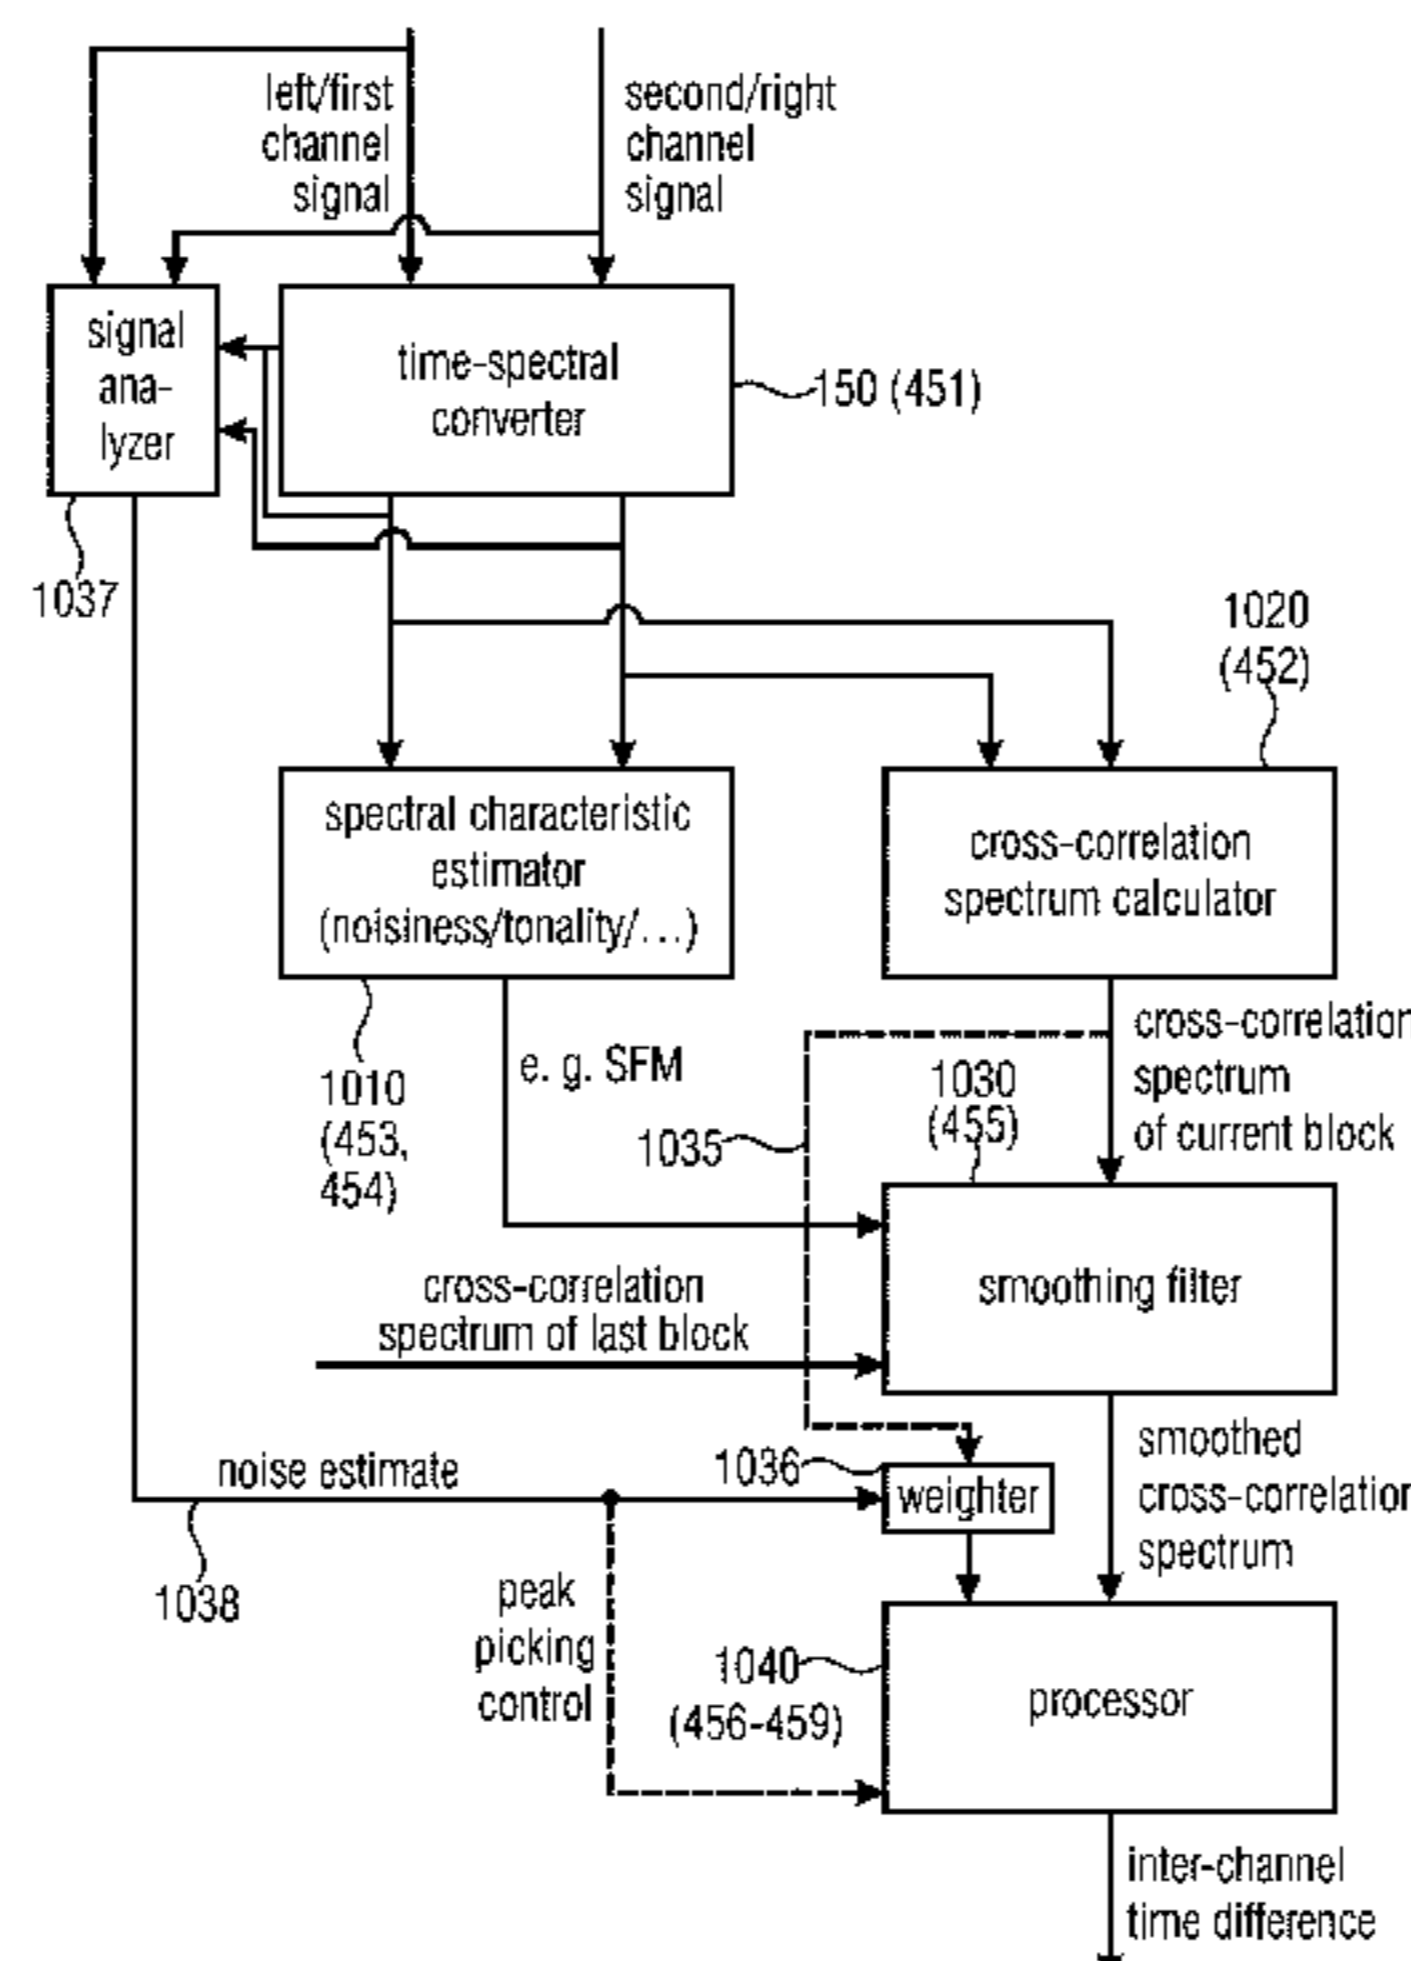 left/first
channel
signal
second/right
channel
signal
signal
ana-
lyzer
time-spectral
converter
150 (451)
1037
1020
(452)
spectral characteristic
estimator
(noisiness/tonality/...)
cross-correlation
spectrum calculator
1010
(453,
454)
e. g. SFM
1035
1030
(455)
cross-correlation
spectrum
of current block
smoothing filter
cross-correlation
spectrum of last block
noise estimate
1036
weighter
smoothed
cross-correlation
spectrum
1038
peak
picking
control
1040
(456-459)
processor
inter-channel
time difference